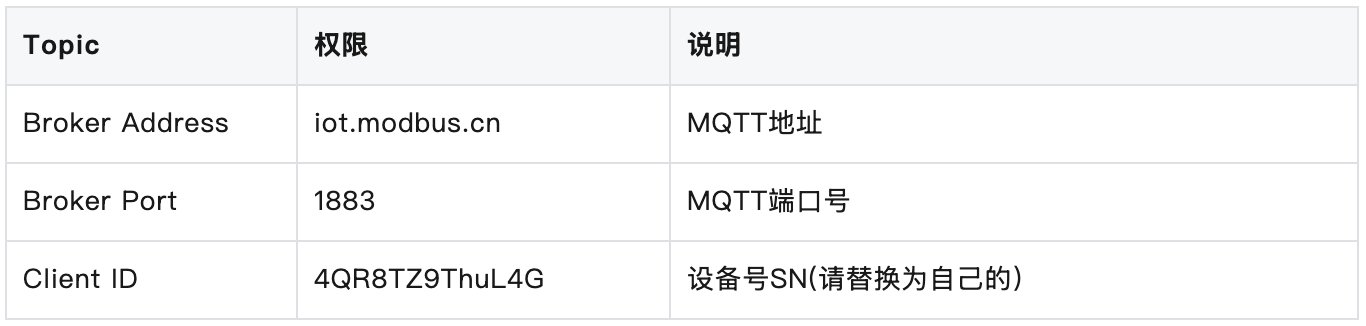 Topic 权限 说明
Broker Address iot.modbus.cn MQTT地址
Broker Port 1883 MQTT端口号
Client ID 4QR8TZ9ThuL4G 设备号SN(请替换为自己的)